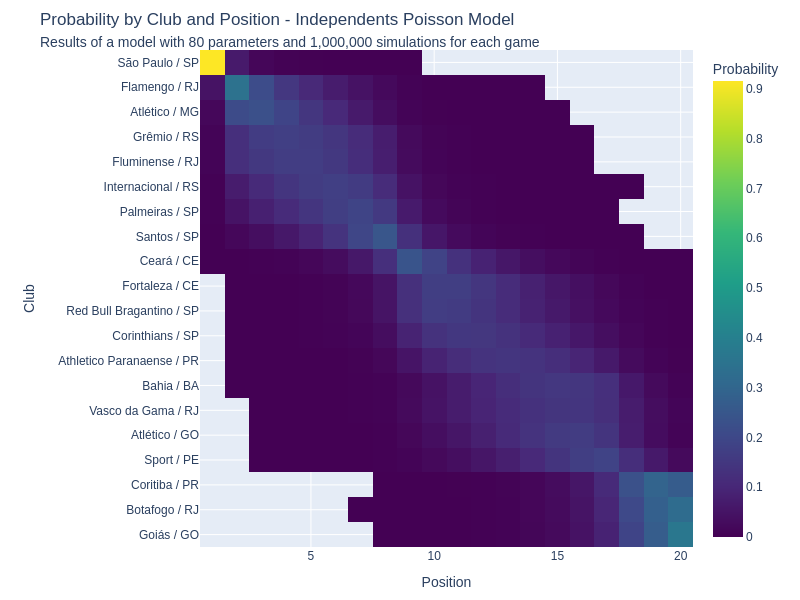 Probability by Club and Position - Independents Poisson Model
Results of a model with 80 parameters and 1,000,000 simulations for each game
São Paulo / SP
Flamengo / RJ
Atlético / MG
Grêmio / RS
Fluminense / RJ
Internacional / RS
Palmeiras / SP
Santos / SP
Ceará / CE
Fortaleza / CE
Red Bull Bragantino / SP
Corinthians / SP
Athletico Paranaense / PR
Bahia / BA
Vasco da Gama / RJ
Atlético / GO
Sport / PE
Coritiba / PR
Botafogo / RJ
Goiás / GO
Club
5 10 15 20
Position
Probability
0.9
0.8
0.7
0.6
0.5
0.4
0.3
0.2
0.1
0